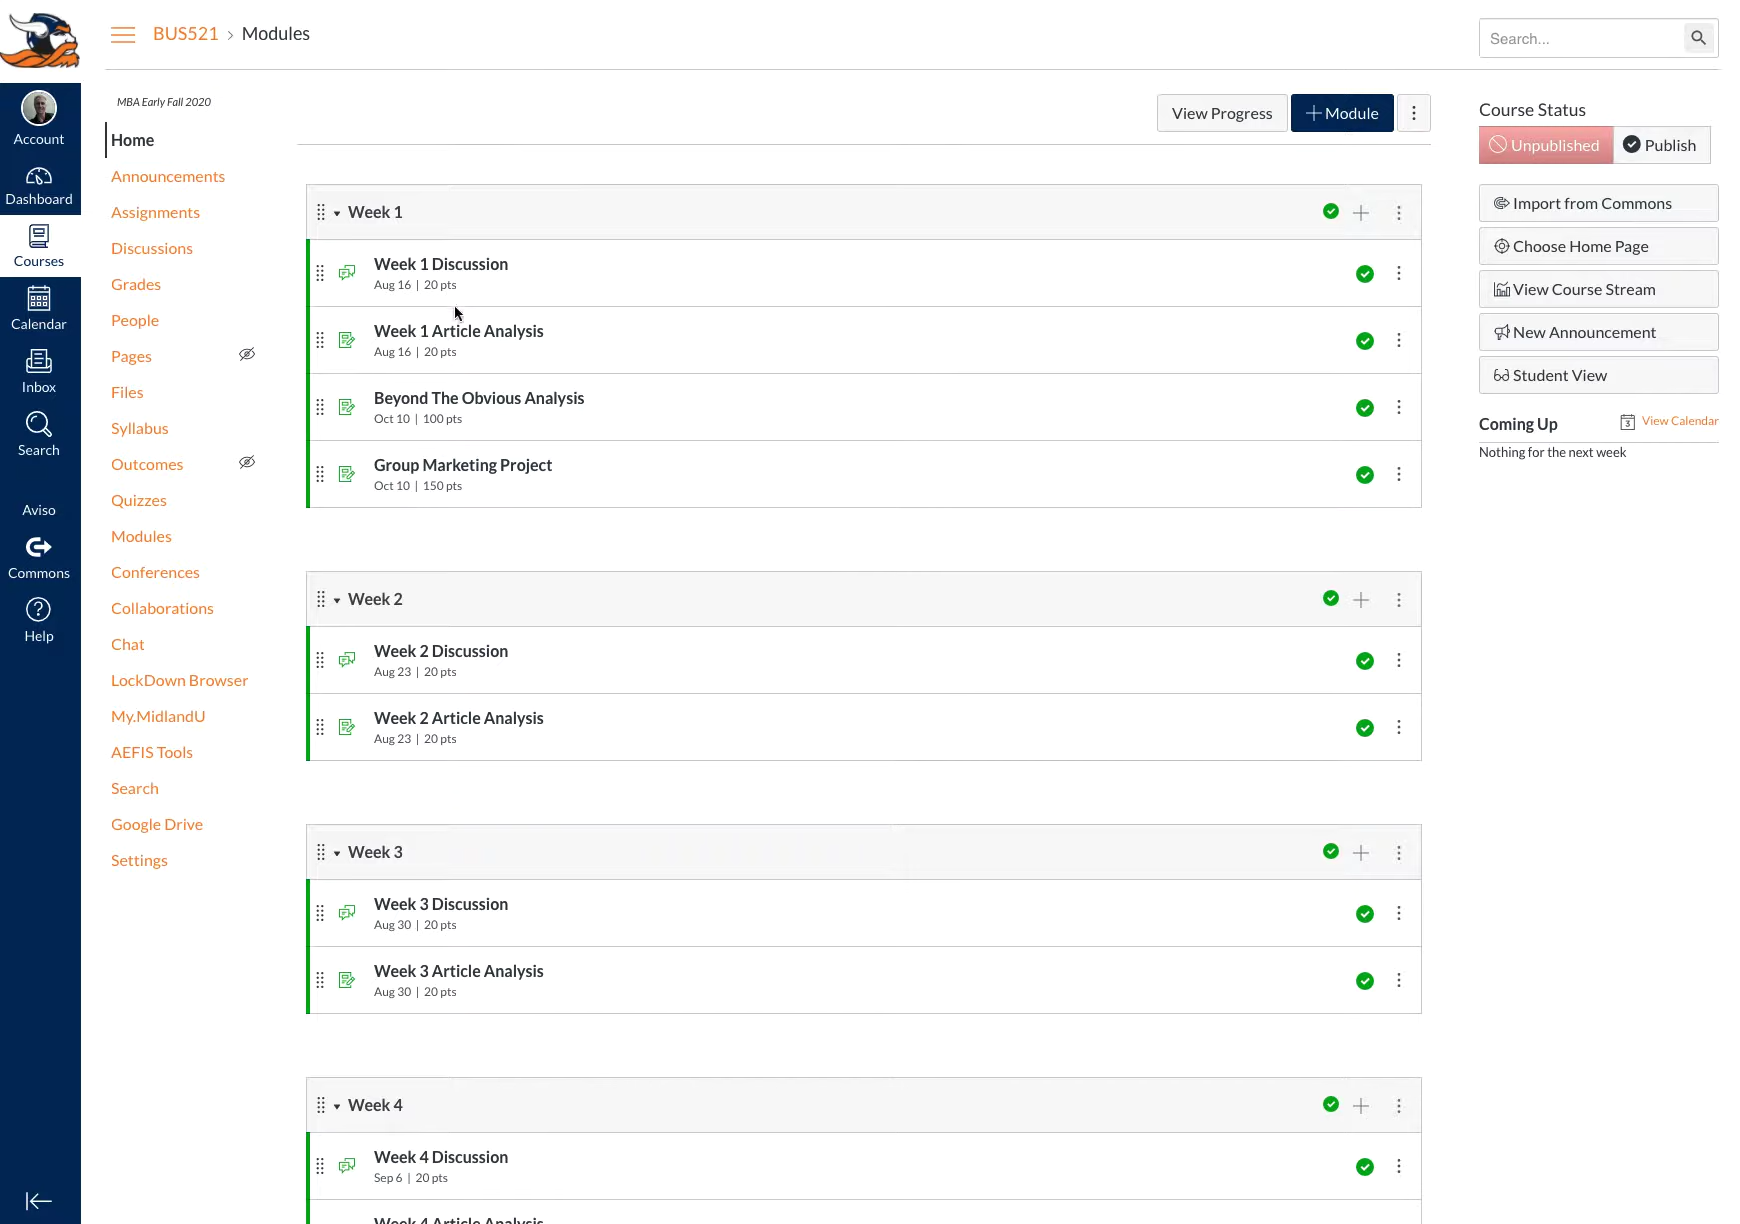 BUS521 › Modules
Search...
Account
Dashboard
Courses
Calendar
Inbox
Search
Aviso
Commons
Help
MBA Early Fall 2020
Home
Announcements
Assignments
Discussions
Grades
People
Pages
Files
Syllabus
Outcomes
Quizzes
Modules
Conferences
Collaborations
Chat
LockDown Browser
My.MidlandU
AEFIS Tools
Search
Google Drive
Settings
View Progress
+ Module
Week 1
Week 1 Discussion
Aug 16 | 20 pts
Week 1 Article Analysis
Aug 16 | 20 pts
Beyond The Obvious Analysis
Oct 10 | 100 pts
Group Marketing Project
Oct 10 | 150 pts
Week 2
Week 2 Discussion
Aug 23 | 20 pts
Week 2 Article Analysis
Aug 23 | 20 pts
Week 3
Week 3 Discussion
Aug 30 | 20 pts
Week 3 Article Analysis
Aug 30 | 20 pts
Week 4
Week 4 Discussion
Sep 6 | 20 pts
Week 4 Article Analysis
Course Status
Unpublished
Publish
Import from Commons
Choose Home Page
View Course Stream
New Announcement
Student View
Coming Up
3 View Calendar
Nothing for the next week